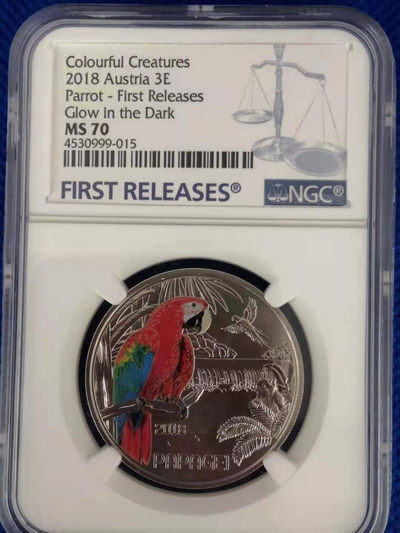 Colourful Creatures
2018 Austria 3E
Parrot - First Releases
Glow in the Dark
MS 70
4530999-015
FIRST RELEASES®
NGC®
2018
PAPAGEI